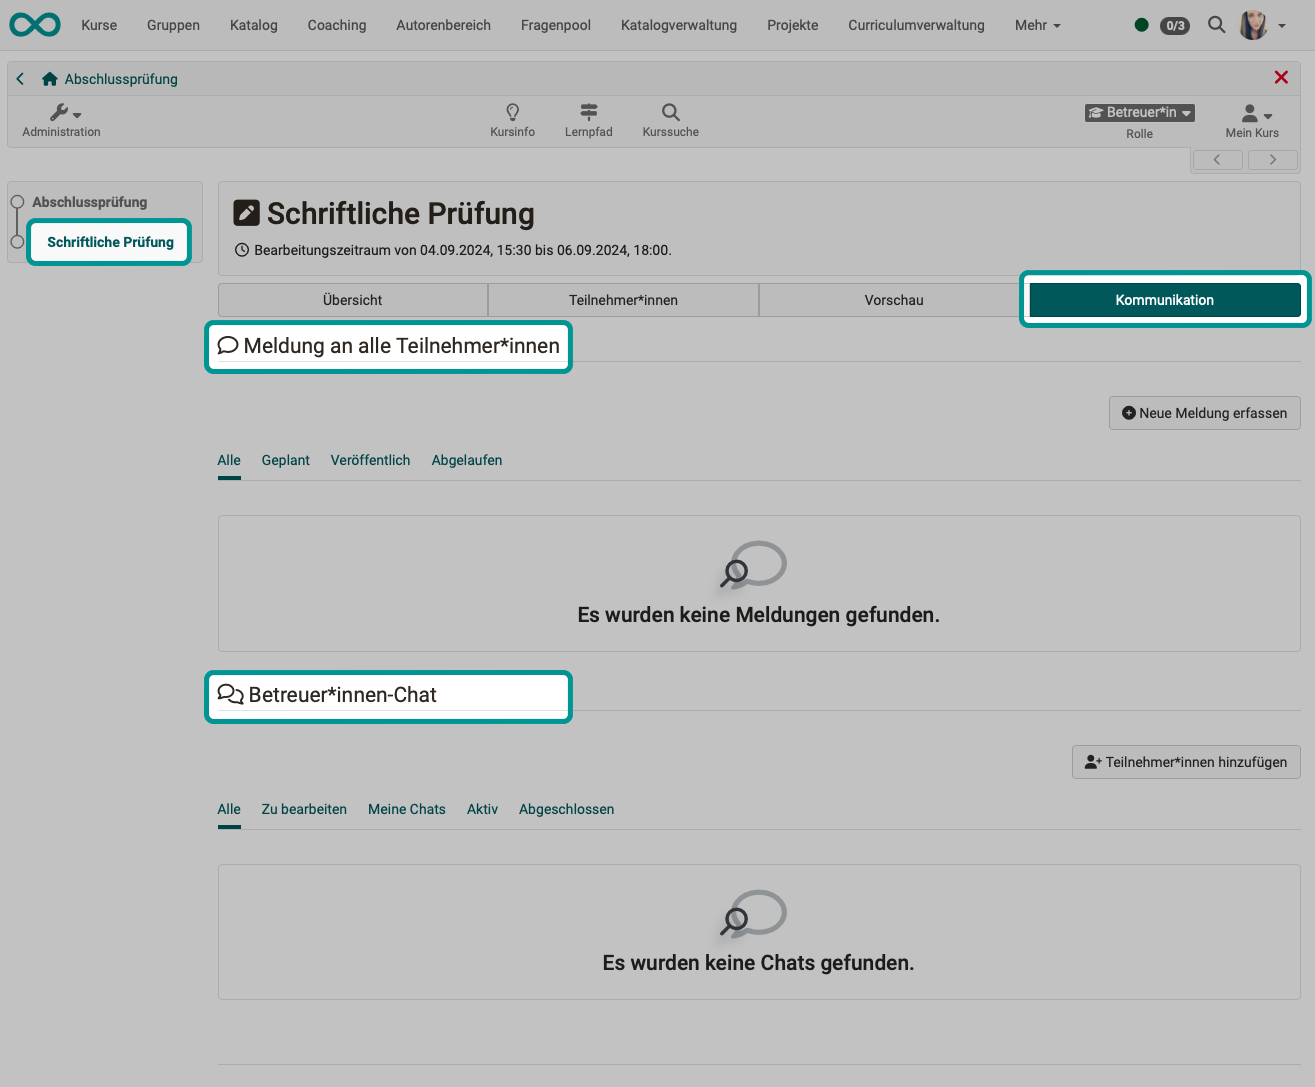 Kurse Gruppen Katalog Coaching Autorenbereich Fragenpool Katalogverwaltung Projekte Curriculumverwaltung Mehr 0/3
Abschlussprüfung
Administration Kursinfo Lernpfad Kurssuche Betreuer*in Rolle Mein Kurs
Abschlussprüfung
Schriftliche Prüfung
Schriftliche Prüfung
Bearbeitungszeitraum von 04.09.2024, 15:30 bis 06.09.2024, 18:00.
Übersicht Teilnehmer*innen Vorschau Kommunikation
Meldung an alle Teilnehmer*innen
Neue Meldung erfassen
Alle Geplant Veröffentlich Abgelaufen
Es wurden keine Meldungen gefunden.
Betreuer*innen-Chat
Teilnehmer*innen hinzufügen
Alle Zu bearbeiten Meine Chats Aktiv Abgeschlossen
Es wurden keine Chats gefunden.